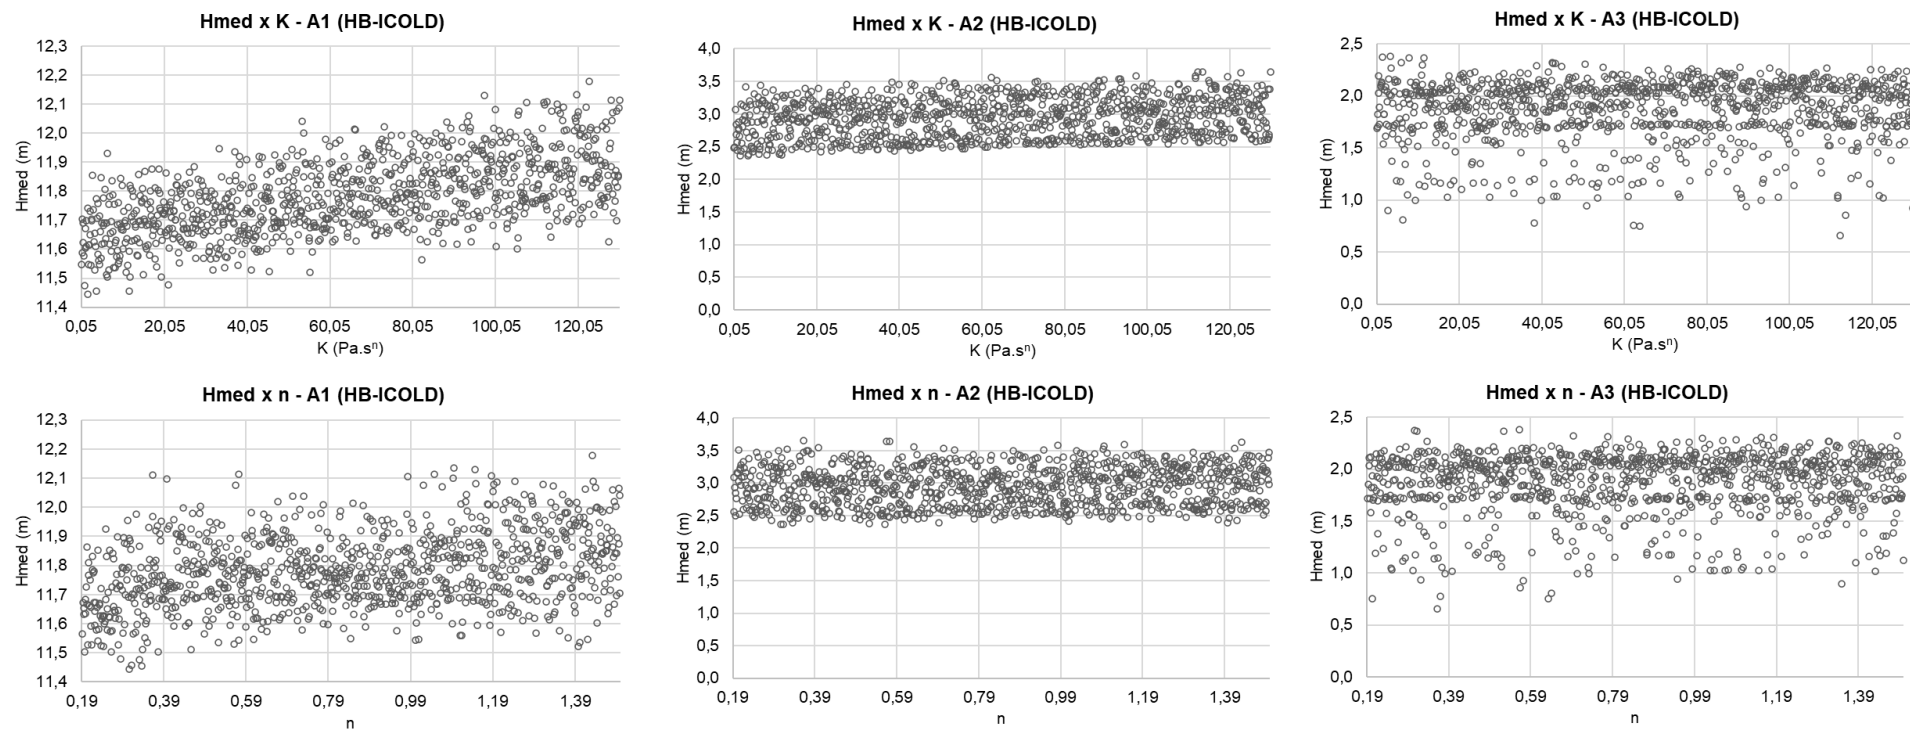 Hmed x K - A1 (HB-ICOLD)
12,3
12,2
12,1
12,0
11,9
11,8
11,7
11,6
11,5
11,4
Hmed (m)
0,05 20,05 40,05 60,05 80,05 100,05 120,05
K (Pa.sⁿ)
Hmed x K - A2 (HB-ICOLD)
4,0
3,5
3,0
2,5
2,0
1,5
1,0
0,5
0,0
Hmed (m)
0,05 20,05 40,05 60,05 80,05 100,05 120,05
K (Pa.sⁿ)
Hmed x K - A3 (HB-ICOLD)
2,5
2,0
1,5
1,0
0,5
0,0
Hmed (m)
0,05 20,05 40,05 60,05 80,05 100,05 120,05
K (Pa.sⁿ)
Hmed x n - A1 (HB-ICOLD)
12,3
12,2
12,1
12,0
11,9
11,8
11,7
11,6
11,5
11,4
Hmed (m)
0,19 0,39 0,59 0,79 0,99 1,19 1,39
n
Hmed x n - A2 (HB-ICOLD)
4,0
3,5
3,0
2,5
2,0
1,5
1,0
0,5
0,0
Hmed (m)
0,19 0,39 0,59 0,79 0,99 1,19 1,39
n
Hmed x n - A3 (HB-ICOLD)
2,5
2,0
1,5
1,0
0,5
0,0
Hmed (m)
0,19 0,39 0,59 0,79 0,99 1,19 1,39
n